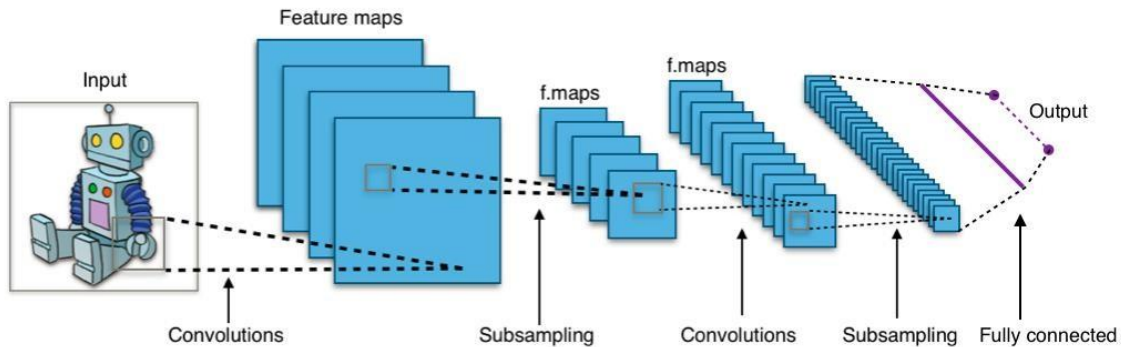 Feature maps
Input
f.maps
f.maps
Output
Convolutions
Subsampling
Convolutions
Subsampling
Fully connected